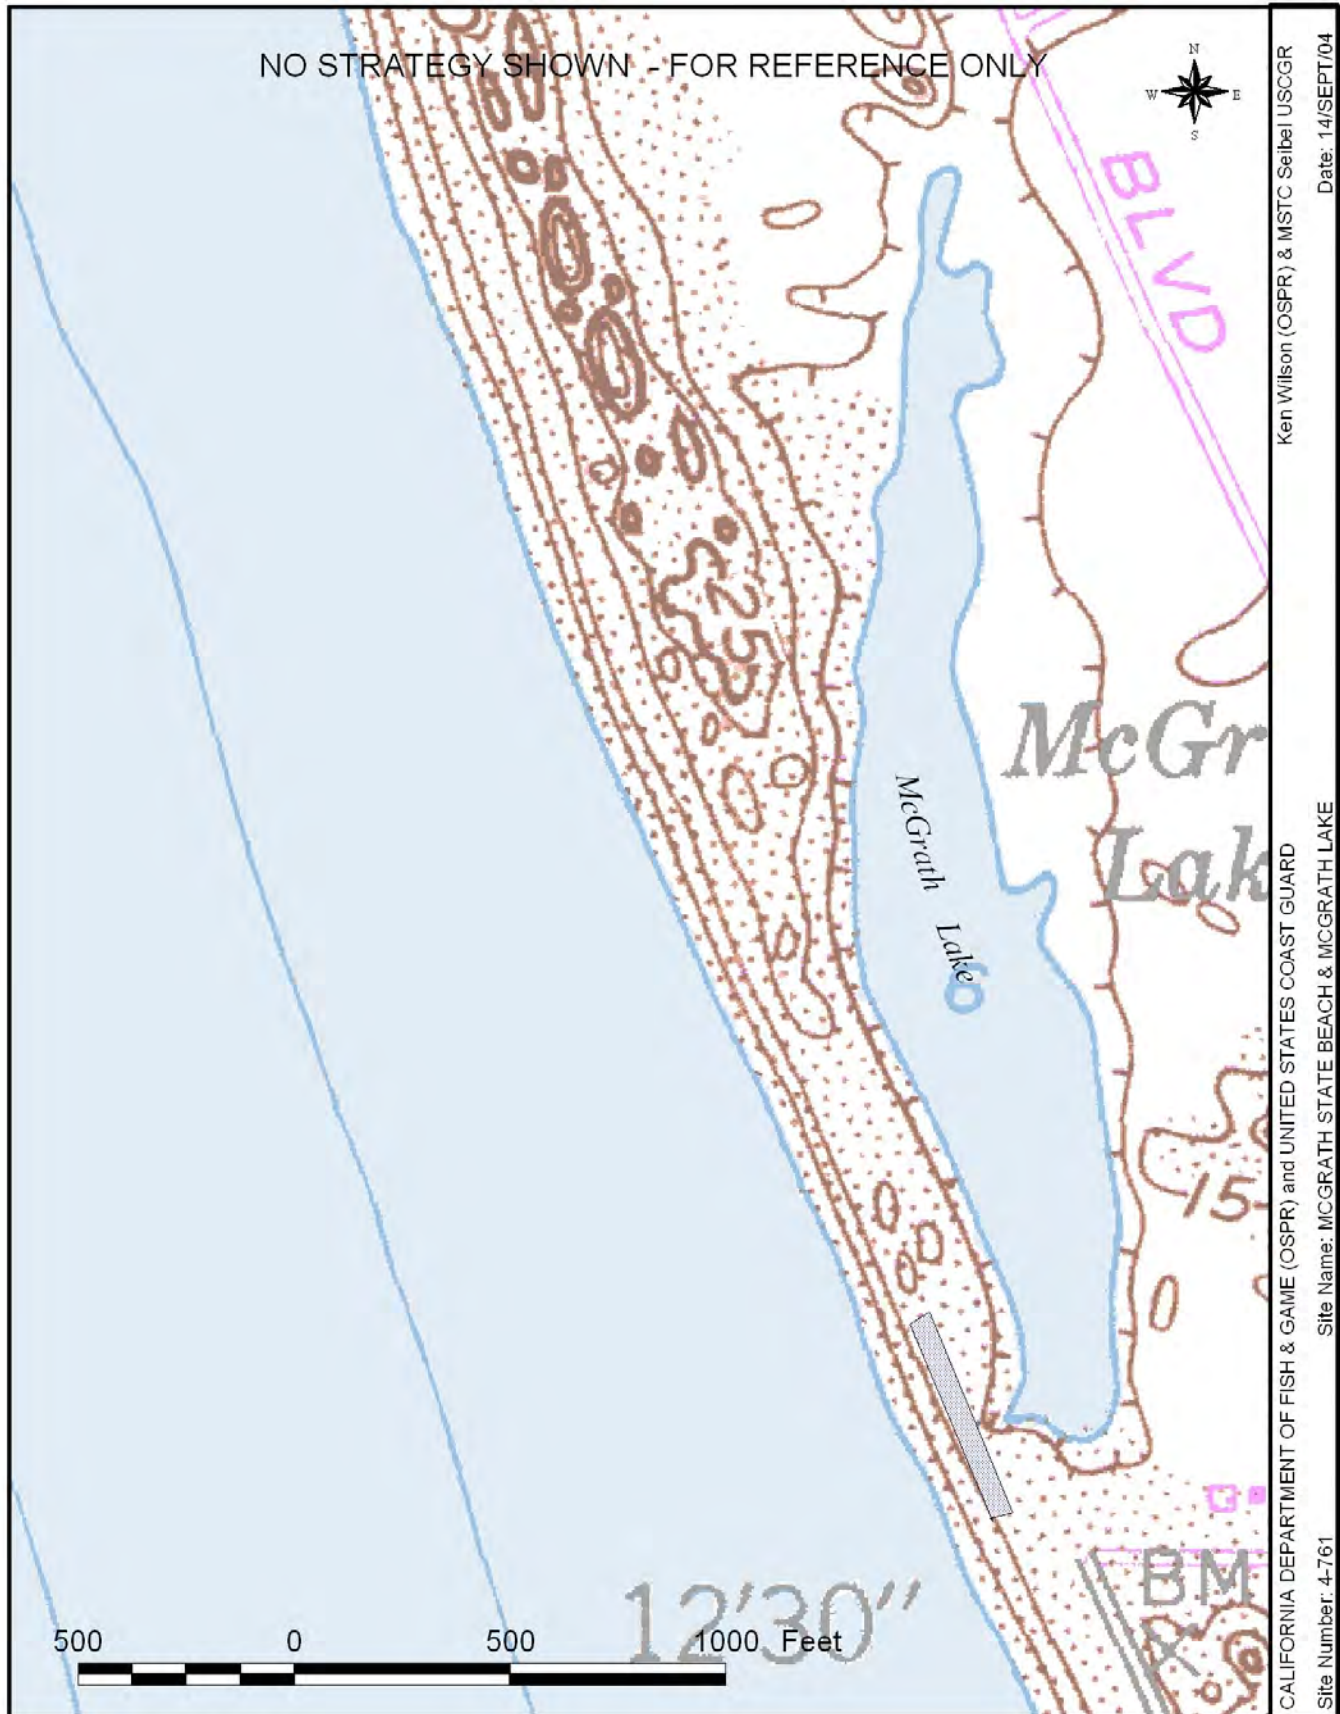 NO STRATEGY SHOWN - FOR REFERENCE ONLY
N
W E
S
BLVD
25
McGr
Lak
McGrath Lake
6
15
BM
X
12'30"
500 0 500 1000 Feet
CALIFORNIA DEPARTMENT OF FISH & GAME (OSPR) and UNITED STATES COAST GUARD
Ken Wilson (OSPR) & MSTC Seibel USCGR
Site Number: 4-761
Site Name: MCGRATH STATE BEACH & MCGRATH LAKE
Date: 14/SEPT/04